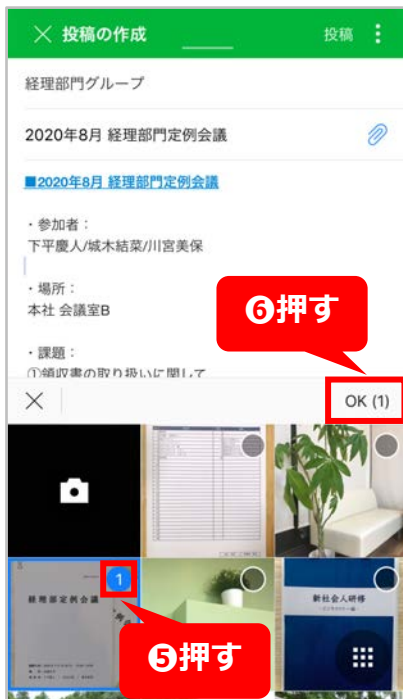 投稿の作成 投稿
経理部門グループ
2020年8月 経理部門定例会議
■2020年8月 経理部門定例会議
・参加者：
下平慶人/城木結菜/川宮美保
・場所：
本社 会議室B
❻押す
・課題：
①領収書の取り扱いに関して
OK (1)
1
経理部定例会議
新社会人研修
❺押す